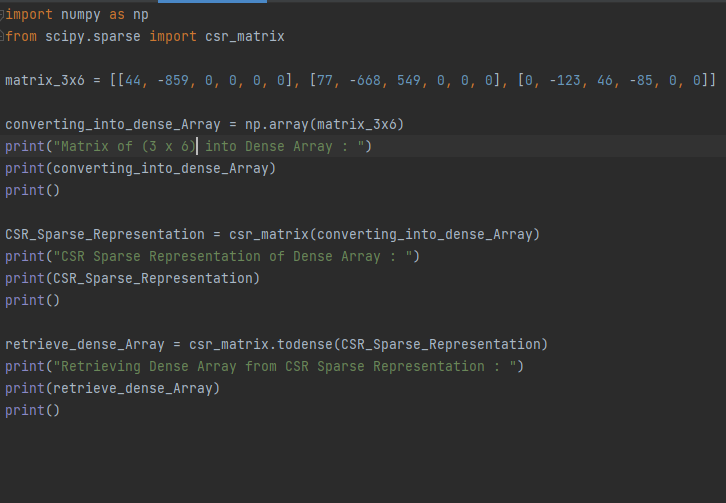 import numpy as np
from scipy.sparse import csr_matrix
matrix_3x6 = [[44, -859, 0, 0, 0, 0], [77, -668, 549, 0, 0, 0], [0, -123, 46, -85, 0, 0]]
converting_into_dense_Array = np.array(matrix_3x6)
print("Matrix of (3 x 6) into Dense Array : ")
print(converting_into_dense_Array)
print()
CSR_Sparse_Representation = csr_matrix(converting_into_dense_Array)
print("CSR Sparse Representation of Dense Array : ")
print(CSR_Sparse_Representation)
print()
retrieve_dense_Array = csr_matrix.todense(CSR_Sparse_Representation)
print("Retrieving Dense Array from CSR Sparse Representation : ")
print(retrieve_dense_Array)
print()